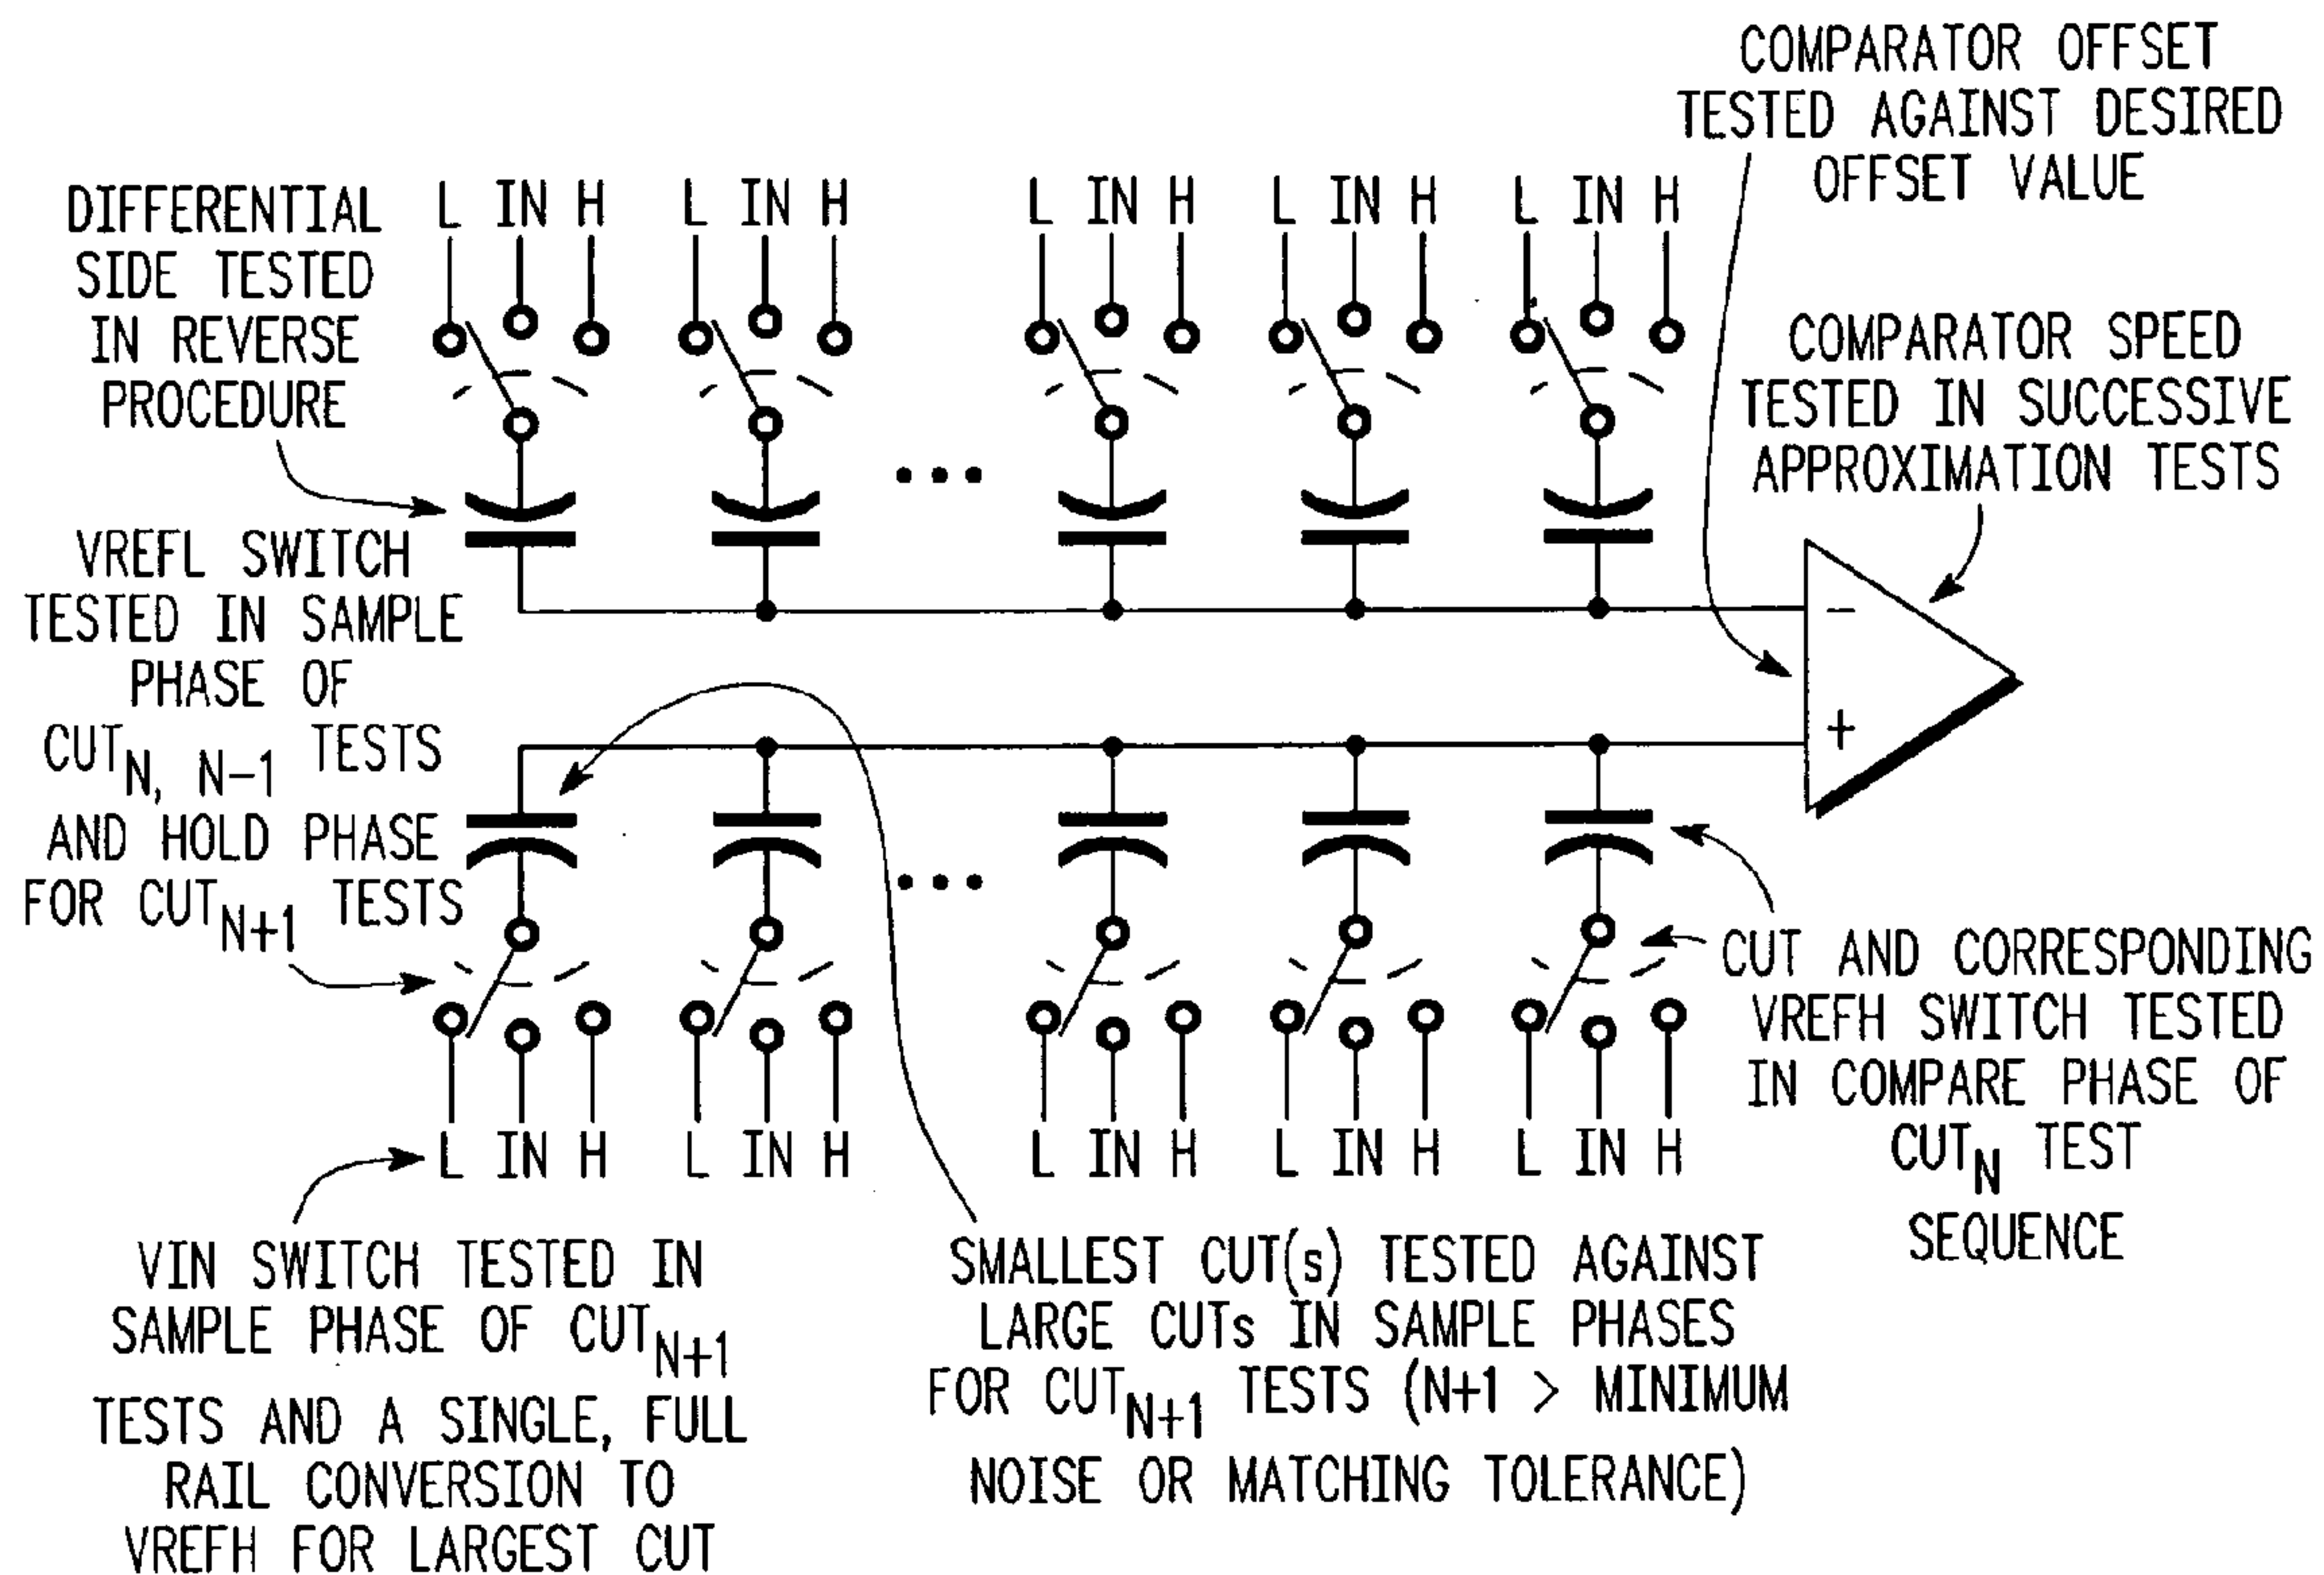 COMPARATOR OFFSET
TESTED AGAINST DESIRED
OFFSET VALUE
DIFFERENTIAL
SIDE TESTED
IN REVERSE
PROCEDURE
L IN H L IN H L IN H L IN H L IN H
COMPARATOR SPEED
TESTED IN SUCCESSIVE
APPROXIMATION TESTS
VREFL SWITCH
TESTED IN SAMPLE
PHASE OF
CUTN, N-1 TESTS
AND HOLD PHASE
FOR CUTN+1 TESTS
−
+
CUT AND CORRESPONDING
VREFH SWITCH TESTED
IN COMPARE PHASE OF
CUTN TEST
SEQUENCE
L IN H L IN H L IN H L IN H L IN H
VIN SWITCH TESTED IN
SAMPLE PHASE OF CUTN+1
TESTS AND A SINGLE, FULL
RAIL CONVERSION TO
VREFH FOR LARGEST CUT
SMALLEST CUT(s) TESTED AGAINST
LARGE CUTs IN SAMPLE PHASES
FOR CUTN+1 TESTS (N+1 > MINIMUM
NOISE OR MATCHING TOLERANCE)